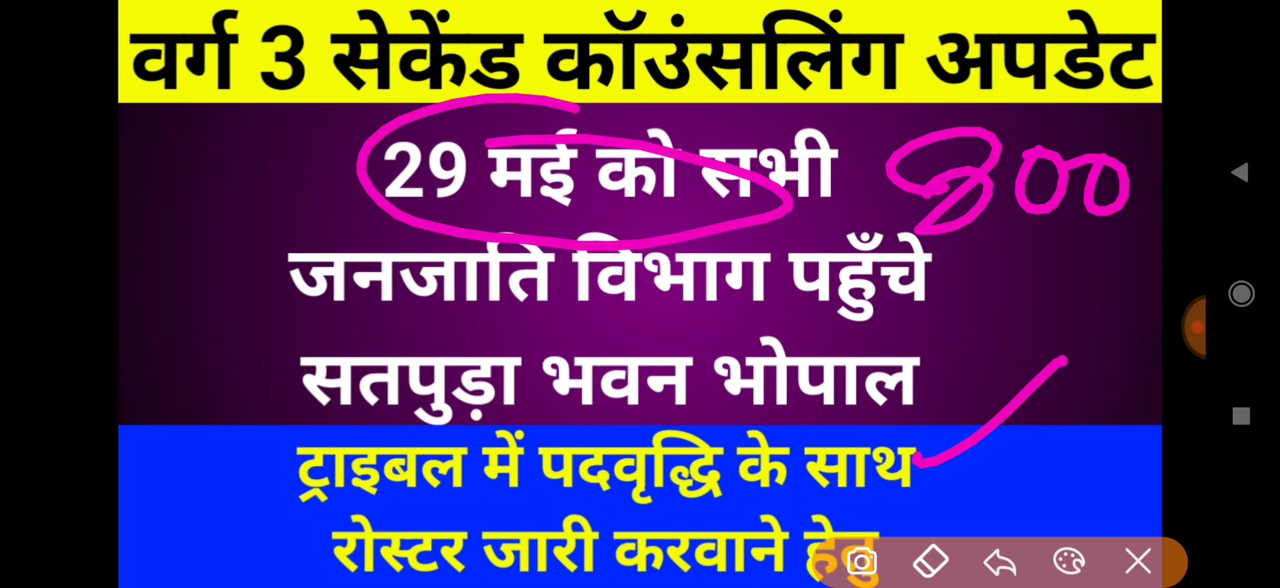 वर्ग 3 सेकेंड कॉउंसलिंग अपडेट
29 मई को सभी 300
जनजाति विभाग पहुँचे
सतपुड़ा भवन भोपाल
ट्राइबल में पदवृद्धि के साथ
रोस्टर जारी करवाने हेतु